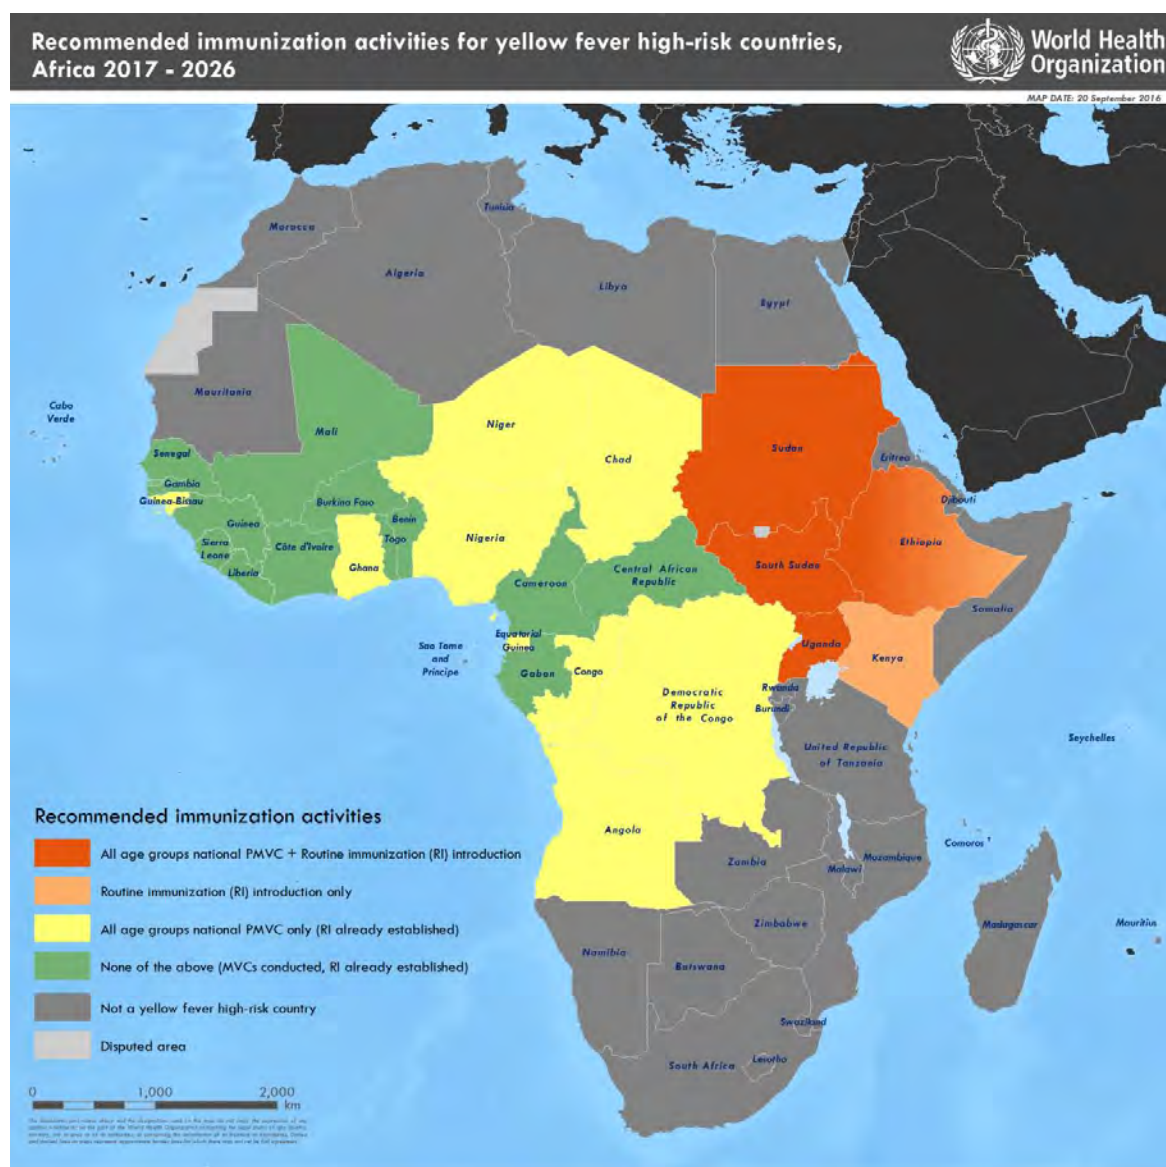 Recommended immunization activities for yellow fever high-risk countries,
Africa 2017 - 2026
World Health
Organization
MAP DATE: 20 September 2016
Tunisia
Morocco
Algeria
Libya
Egypt
Mauritania
Cabo
Verde
Mali
Niger
Chad
Sudan
Eritrea
Senegal
Gambia
Guinea-Bissau
Burkina Faso
Djibouti
Guinea
Benin
Sierra
Leone
Côte d'Ivoire
Togo
Nigeria
Ethiopia
Liberia
Ghana
Cameroon
Central African
Republic
South Sudan
Somalia
Sao Tome
and
Principe
Equatorial
Guinea
Uganda
Kenya
Gabon
Congo
Rwanda
Burundi
Democratic
Republic
of the Congo
Seychelles
United Republic
of Tanzania
Angola
Zambia
Malawi
Mozambique
Comoros
Zimbabwe
Madagascar
Mauritius
Namibia
Botswana
Swaziland
South Africa
Lesotho
Recommended immunization activities
All age groups national PMVC + Routine immunization (RI) introduction
Routine immunization (RI) introduction only
All age groups national PMVC only (RI already established)
None of the above (MVCs conducted, RI already established)
Not a yellow fever high-risk country
Disputed area
0 1,000 2,000
km